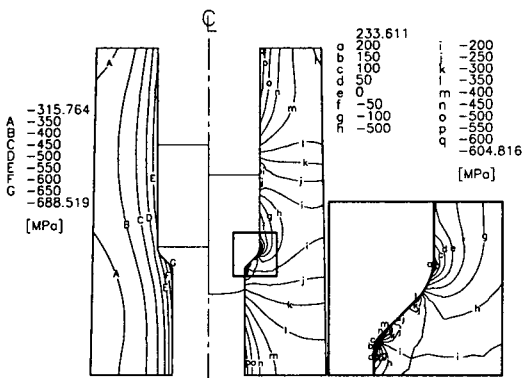 ℄
-315.764
A -350
B -400
C -450
D -500
E -550
F -600
G -650
-688.519
[MPa]
233.611
a 200
b 150
c 100
d 50
e 0
f -50
g -100
h -500
i -200
j -250
k -300
l -350
m -400
n -450
o -500
p -550
q -600
-604.816
[MPa]
A
B
C
D
E
G
F
E
A
p
o
n
m
l
k
j
i
j
h
i
j
k
l
m
n
o
p
h
c
d
e
f
g
h
i
i
h